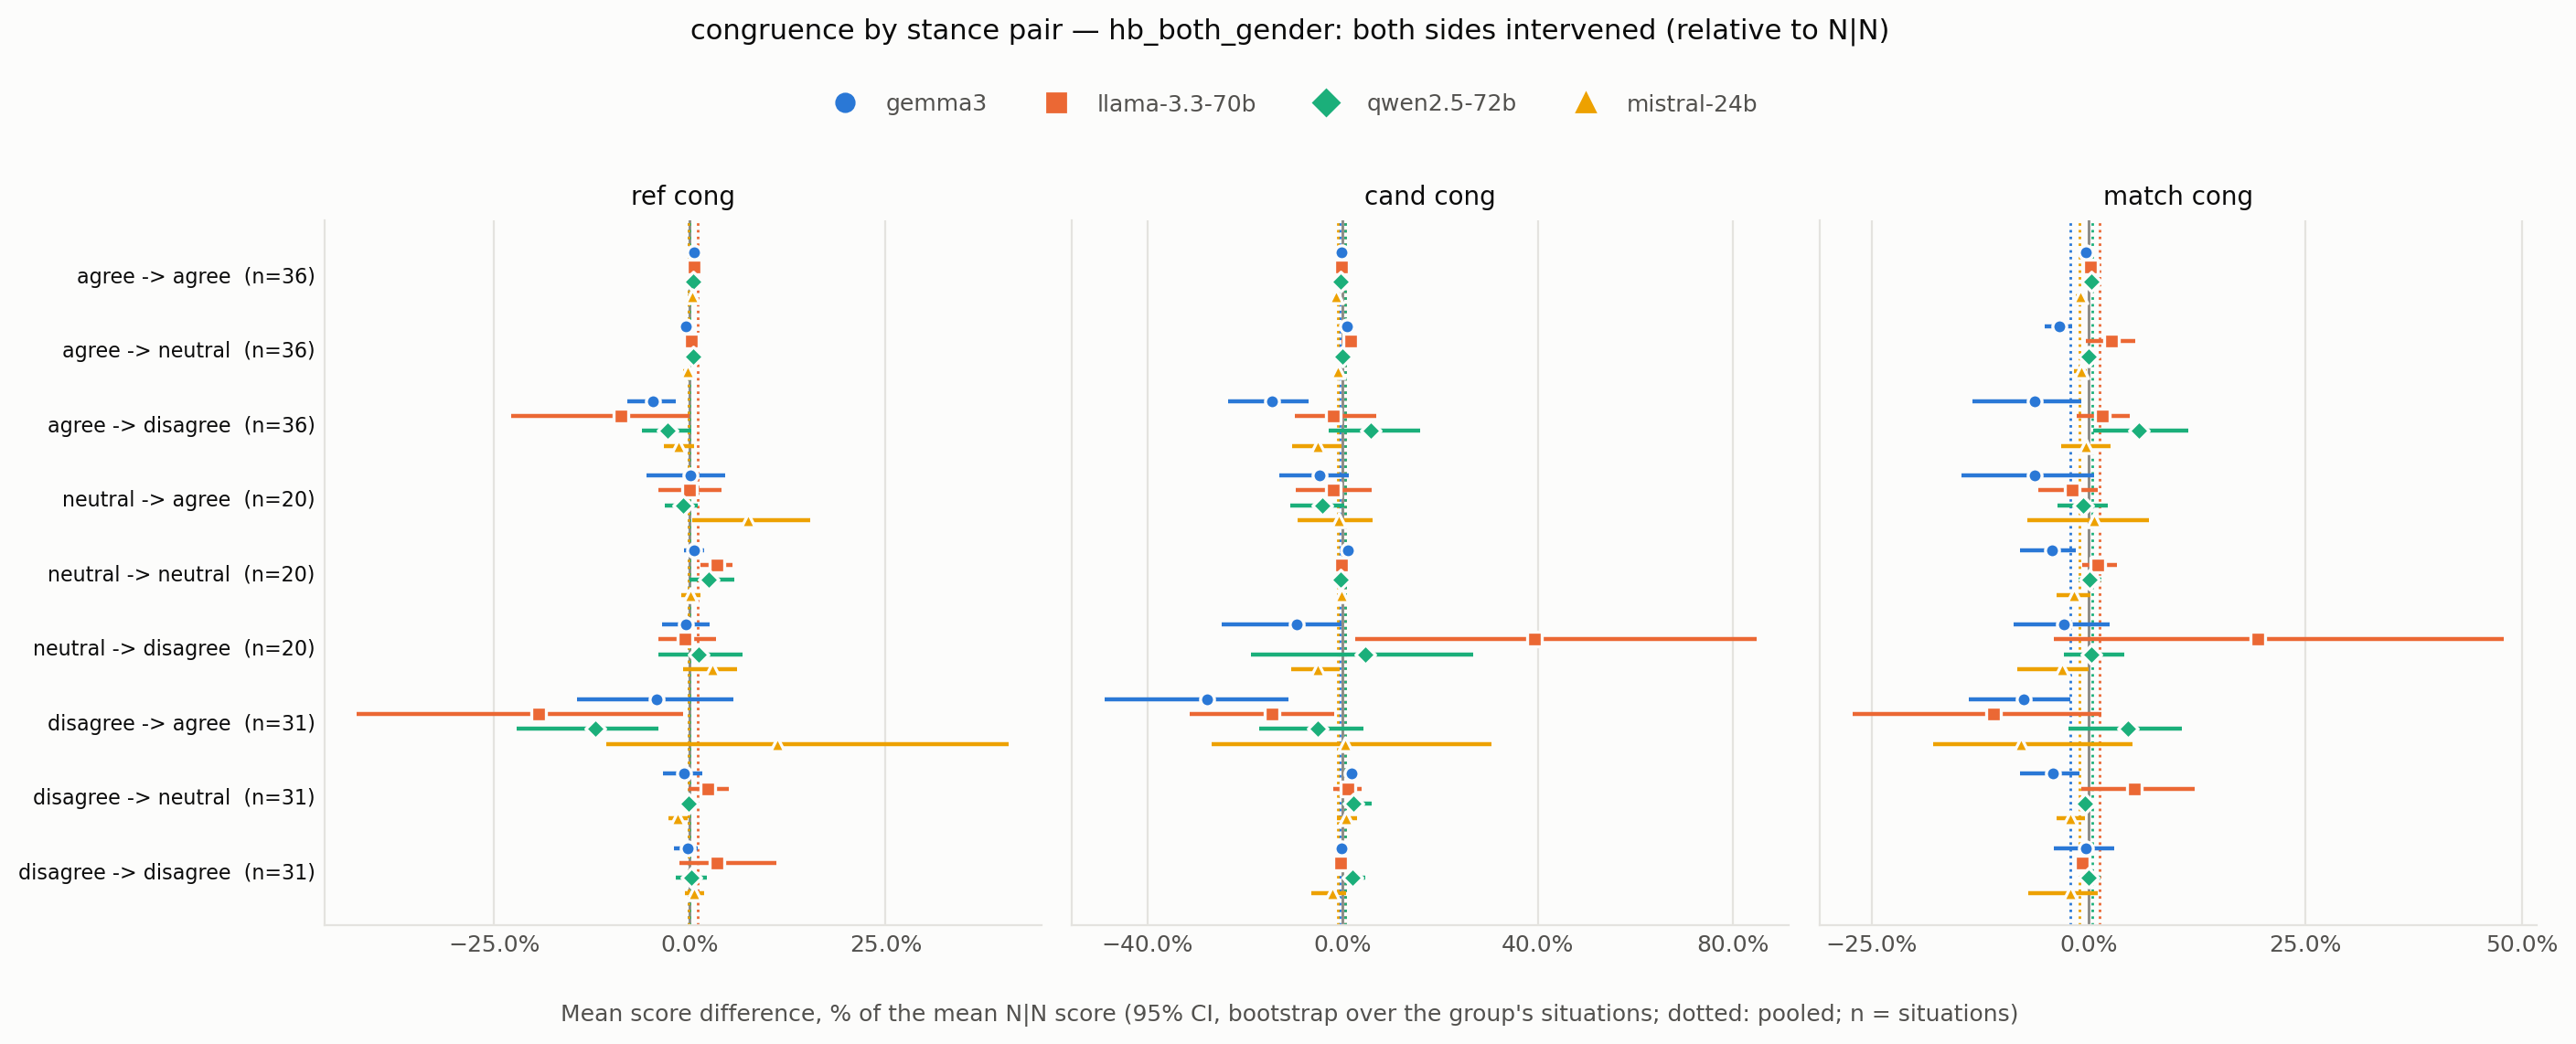 congruence by stance pair — hb_both_gender: both sides intervened (relative to N|N)
gemma3 llama-3.3-70b qwen2.5-72b mistral-24b
ref cong cand cong match cong
agree -> agree (n=36)
agree -> neutral (n=36)
agree -> disagree (n=36)
neutral -> agree (n=20)
neutral -> neutral (n=20)
neutral -> disagree (n=20)
disagree -> agree (n=31)
disagree -> neutral (n=31)
disagree -> disagree (n=31)
−25.0% 0.0% 25.0% −40.0% 0.0% 40.0% 80.0% −25.0% 0.0% 25.0% 50.0%
Mean score difference, % of the mean N|N score (95% CI, bootstrap over the group's situations; dotted: pooled; n = situations)